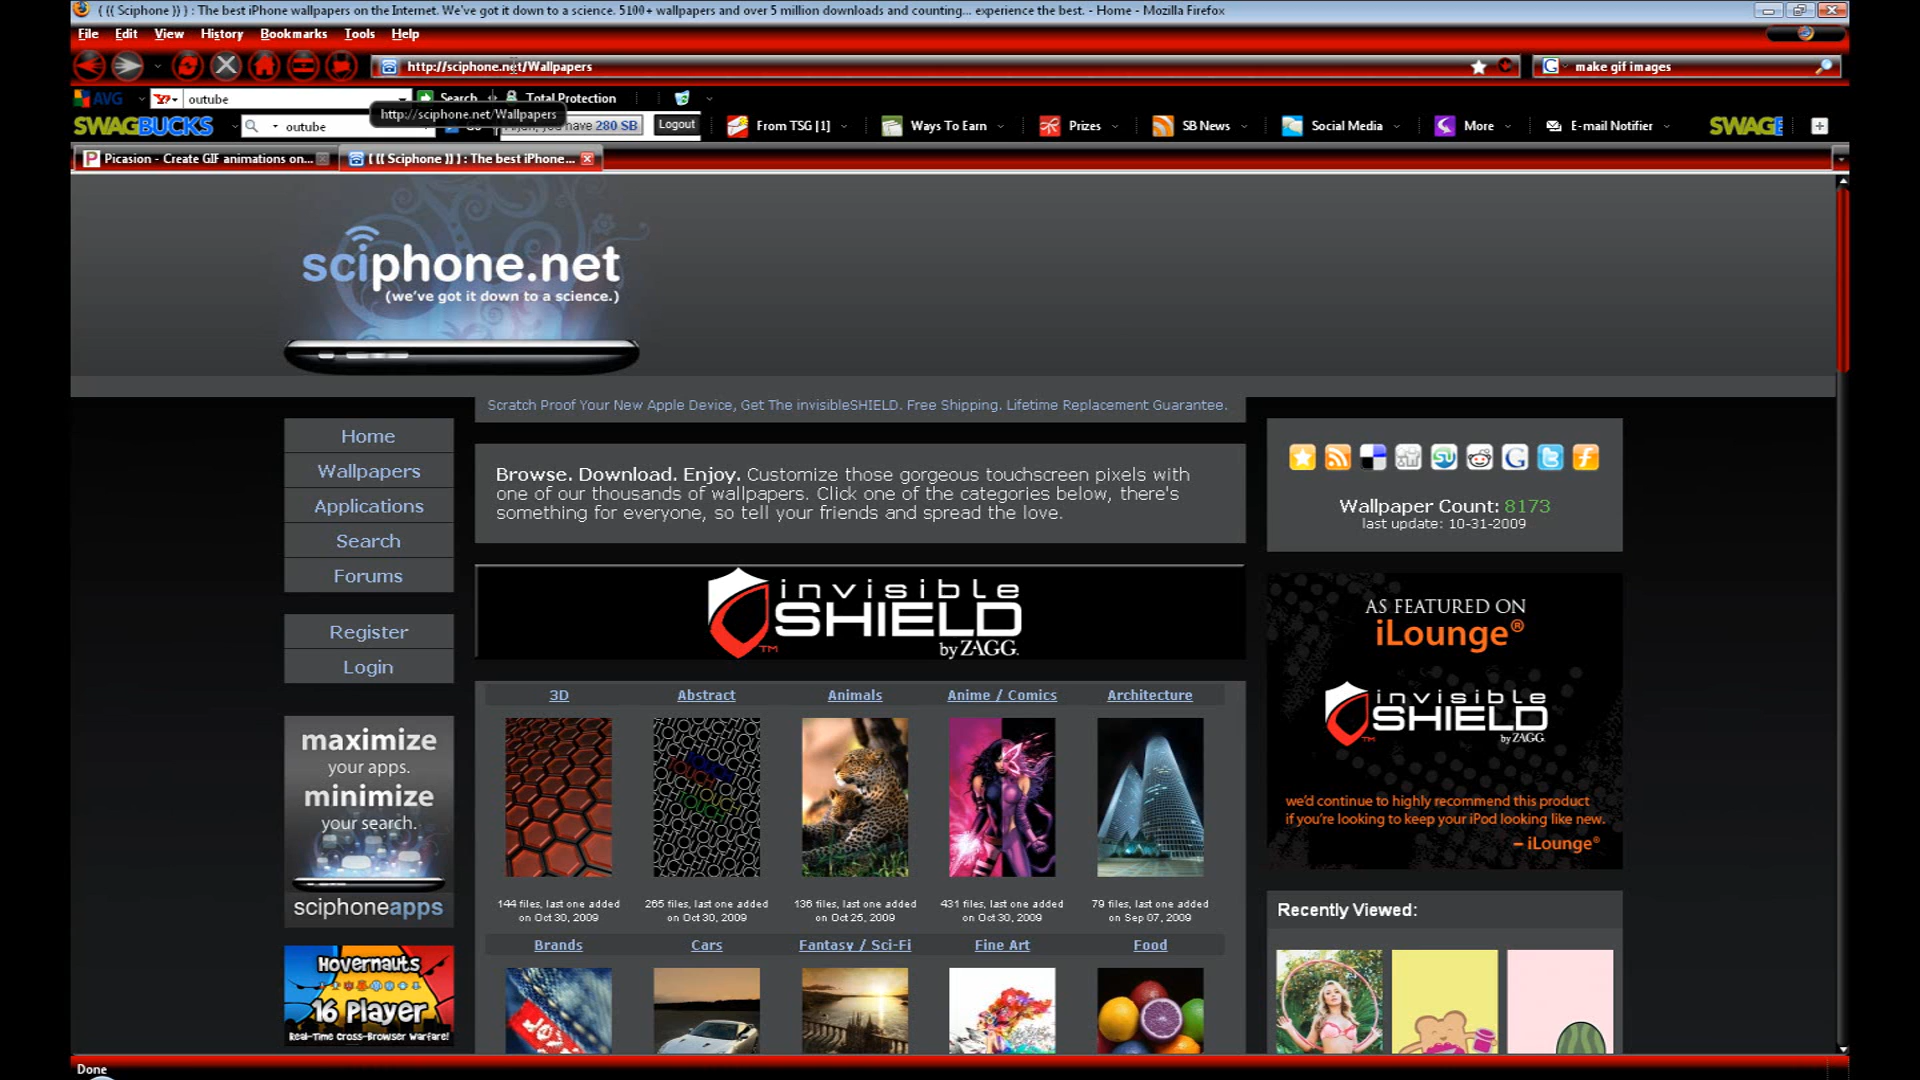 { (( Sciphone )) } : The best iPhone wallpapers on the Internet. We've got it down to a science. 5100+ wallpapers and over 5 million downloads and counting... experience the best. - Home - Mozilla Firefox
File Edit View History Bookmarks Tools Help
http://sciphone.net/Wallpapers
make gif images
AVG
outube
Search
Total Protection
http://sciphone.net/Wallpapers
SWAGBUCKS
outube
have 280 SB
Logout
From TSG [1]
Ways To Earn
Prizes
SB News
Social Media
More
E-mail Notifier
Picasion - Create GIF animations on...
{ (( Sciphone )) } : The best iPhone...
sciphone.net
(we've got it down to a science.)
Scratch Proof Your New Apple Device, Get The invisibleSHIELD. Free Shipping. Lifetime Replacement Guarantee.
Home
Wallpapers
Applications
Search
Forums
Register
Login
Browse. Download. Enjoy. Customize those gorgeous touchscreen pixels with
one of our thousands of wallpapers. Click one of the categories below, there's
something for everyone, so tell your friends and spread the love.
Wallpaper Count: 8173
last update: 10-31-2009
invisible
SHIELD
by ZAGG.
AS FEATURED ON
iLounge®
invisible
SHIELD™
by ZAGG.
we'd continue to highly recommend this product
if you're looking to keep your iPod looking like new.
– iLounge®
maximize
your apps.
minimize
your search.
sciphoneapps
Hovernauts
16 Player
Real-Time Cross-Browser Warfare!
3D Abstract Animals Anime / Comics Architecture
TOUCH
TOUCH
TOUCH
TOUCH
144 files, last one added
on Oct 30, 2009
265 files, last one added
on Oct 30, 2009
136 files, last one added
on Oct 25, 2009
431 files, last one added
on Oct 30, 2009
79 files, last one added
on Sep 07, 2009
Brands Cars Fantasy / Sci-Fi Fine Art Food
Recently Viewed:
Done